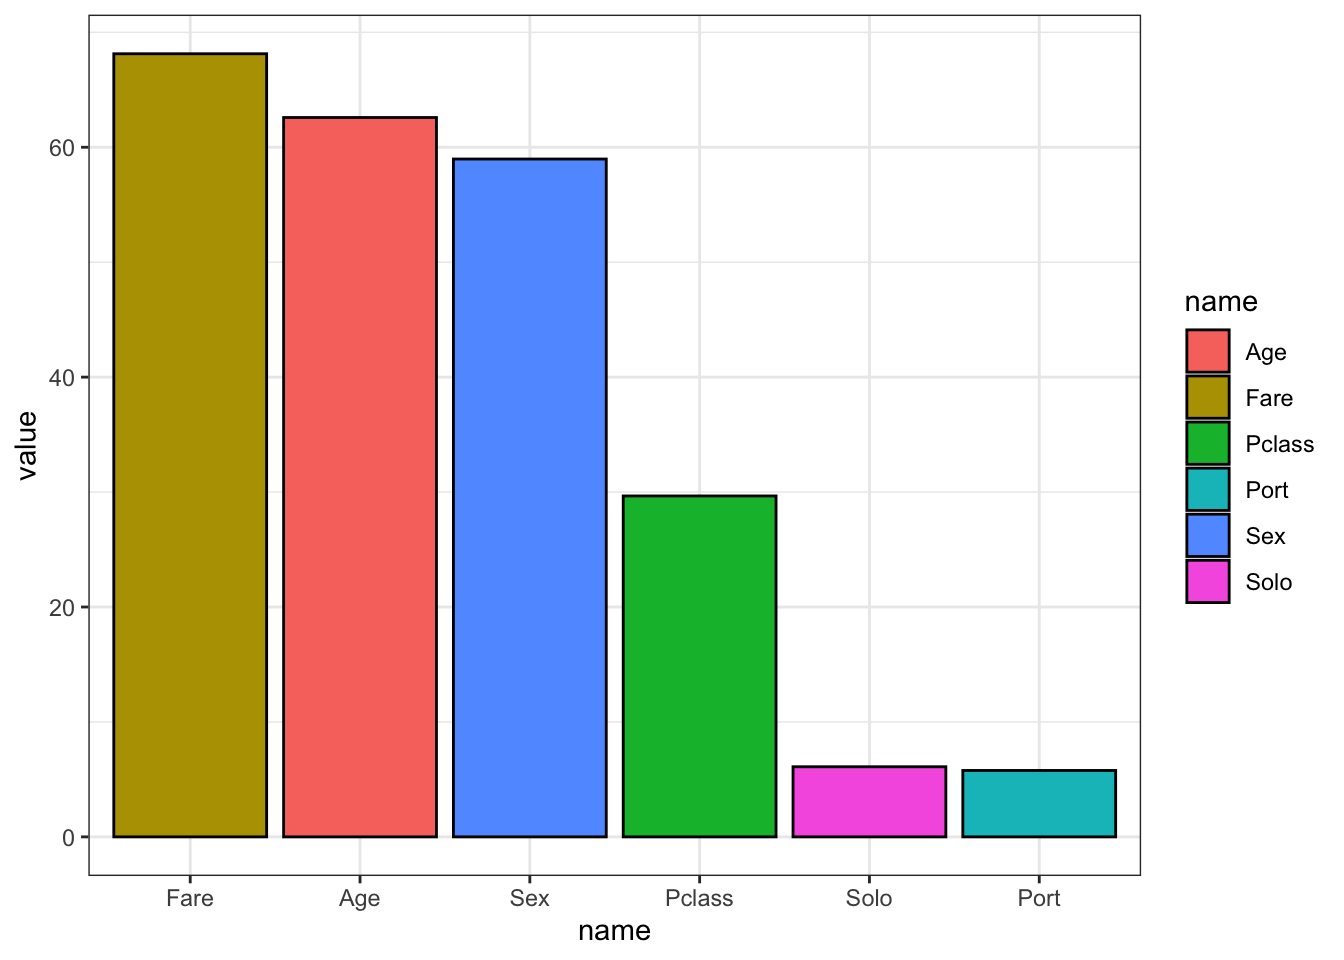 value
60
40
20
0
Fare
Age
Sex
Pclass
Solo
Port
name
name
Age
Fare
Pclass
Port
Sex
Solo